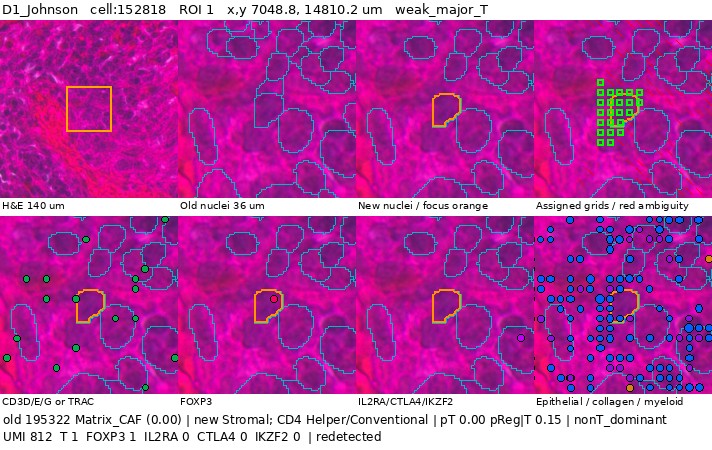 D1_Johnson cell:152818 ROI 1 x,y 7048.8, 14810.2 um weak_major_T
H&E 140 um
Old nuclei 36 um
New nuclei / focus orange
Assigned grids / red ambiguity
CD3D/E/G or TRAC
FOXP3
IL2RA/CTLA4/IKZF2
Epithelial / collagen / myeloid
old 195322 Matrix_CAF (0.00) | new Stromal; CD4 Helper/Conventional | pT 0.00 pReg|T 0.15 | nonT_dominant
UMI 812 T 1 FOXP3 1 IL2RA 0 CTLA4 0 IKZF2 0 | redetected